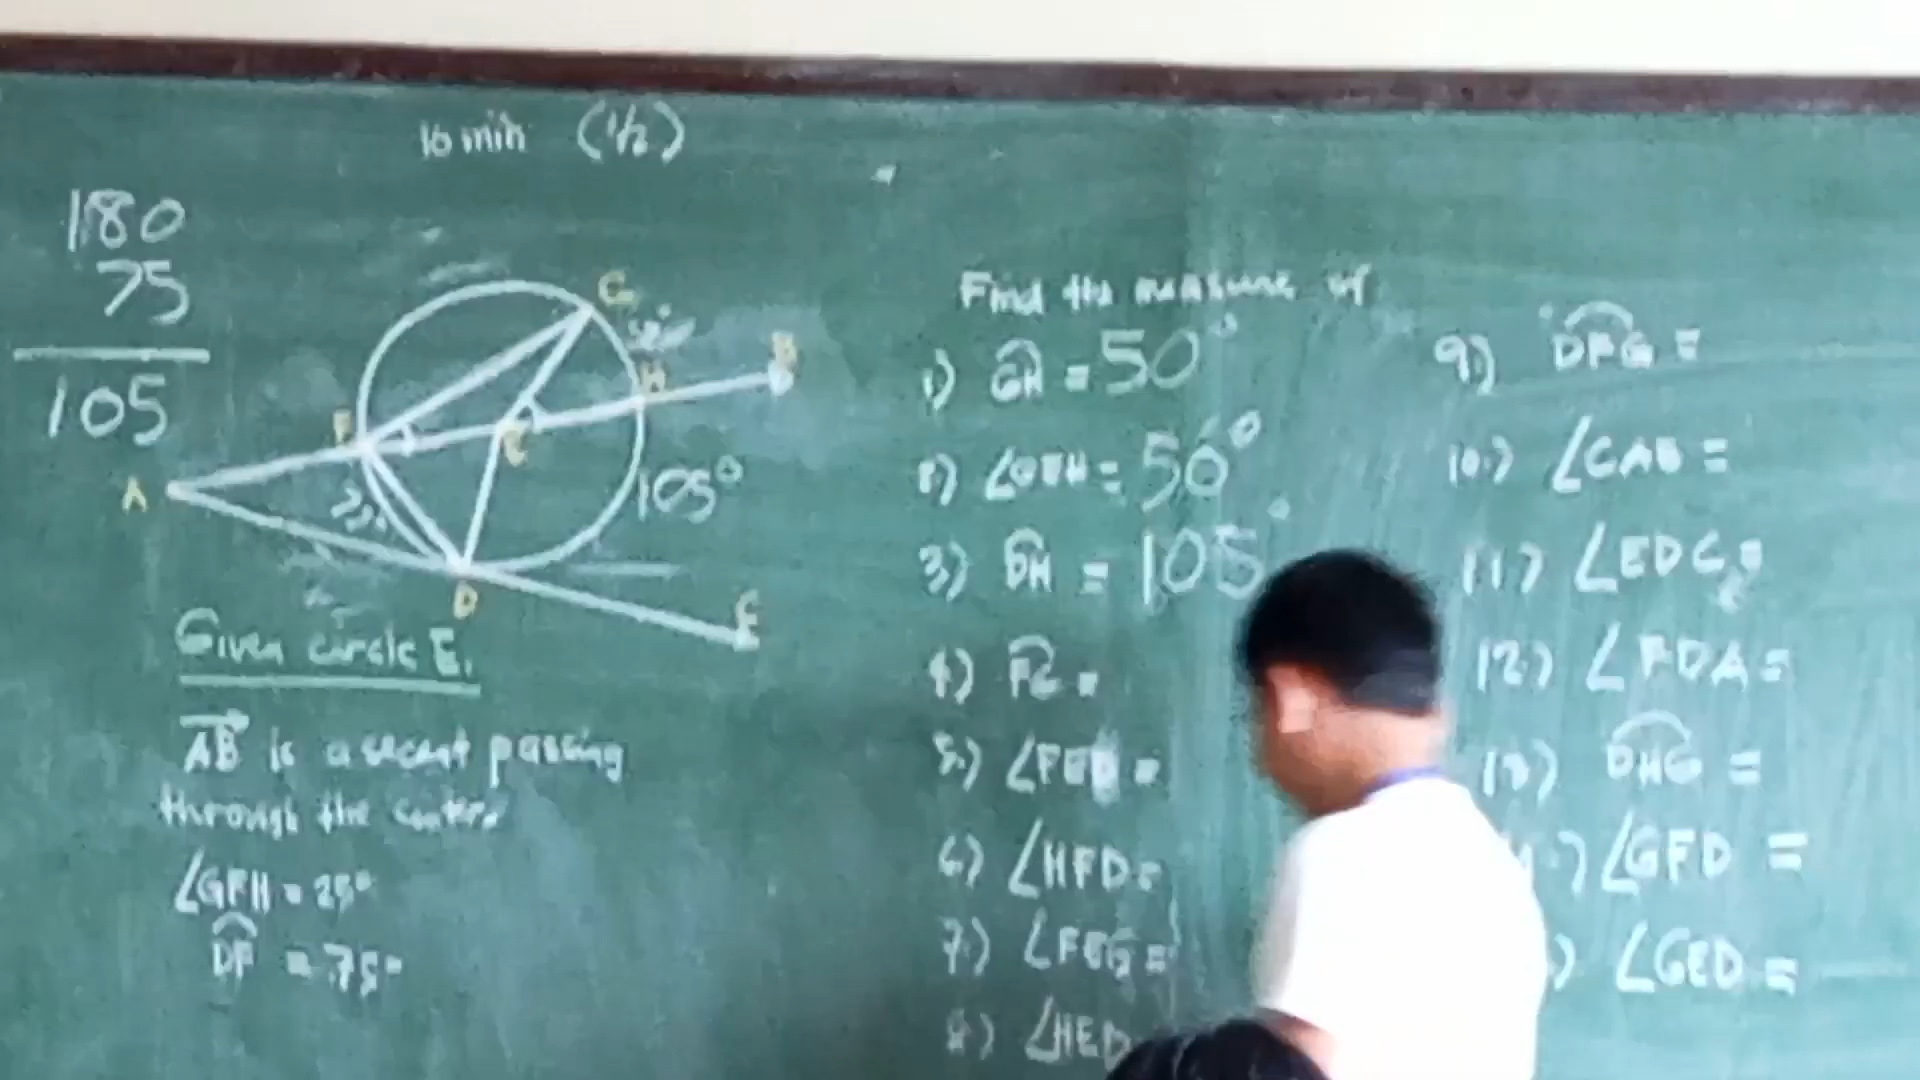 10 min (1/2)
180
75
105
G
50°
B
H
F
E
A
105°
75°
D
C
Given circle E.
AB is a secant passing
through the center
∠GFH = 25°
DF = 75°
Find the measure of
1) GH = 50°
2) ∠GEH = 50°
3) DH = 105°
4) FG =
5.) ∠FED =
6) ∠HFD =
7.) ∠FEG =
8.) ∠HED
9.) DFG =
10.) ∠CAB =
11.) ∠EDC =
12.) ∠FDA =
13) DHG =
.) ∠GFD =
) ∠GED =